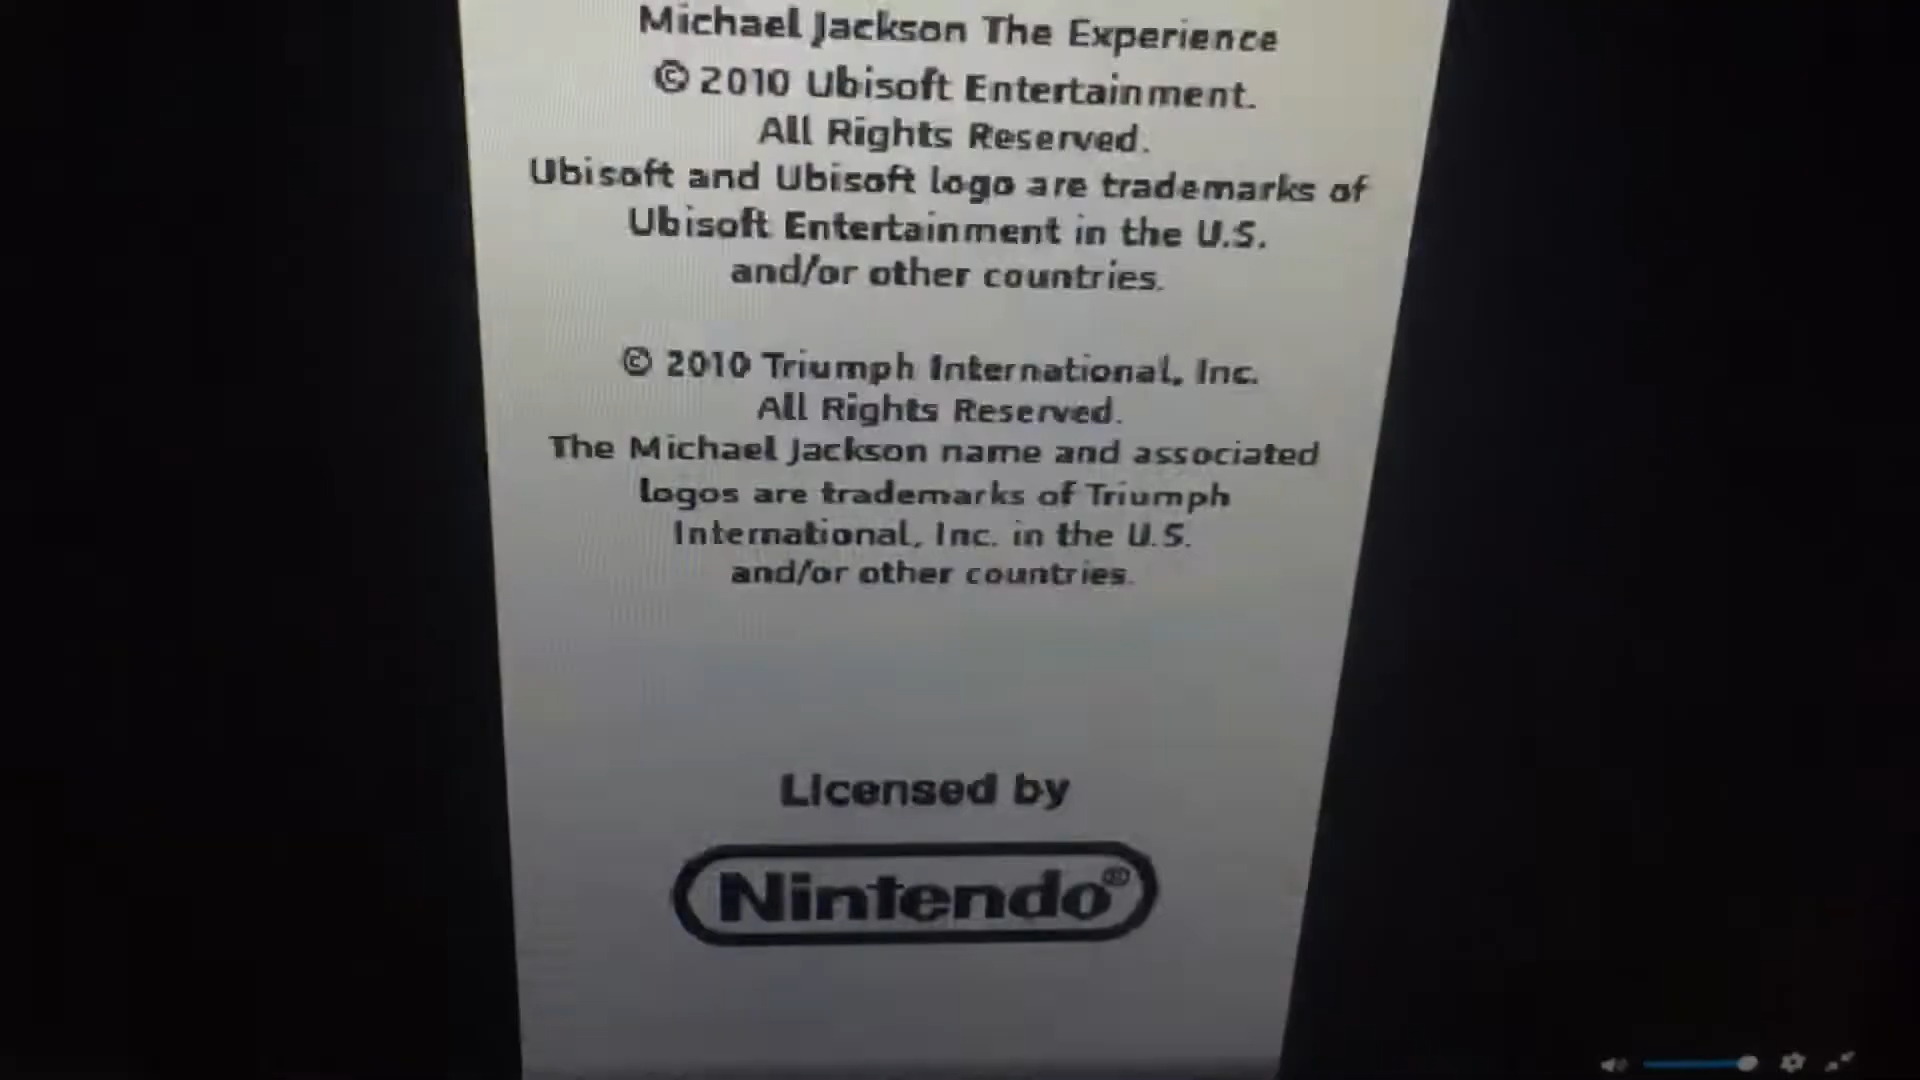 Michael Jackson The Experience
© 2010 Ubisoft Entertainment.
All Rights Reserved.
Ubisoft and Ubisoft logo are trademarks of
Ubisoft Entertainment in the U.S.
and/or other countries.
© 2010 Triumph International, Inc.
All Rights Reserved.
The Michael Jackson name and associated
logos are trademarks of Triumph
International, Inc. in the U.S.
and/or other countries.
Licensed by
Nintendo®